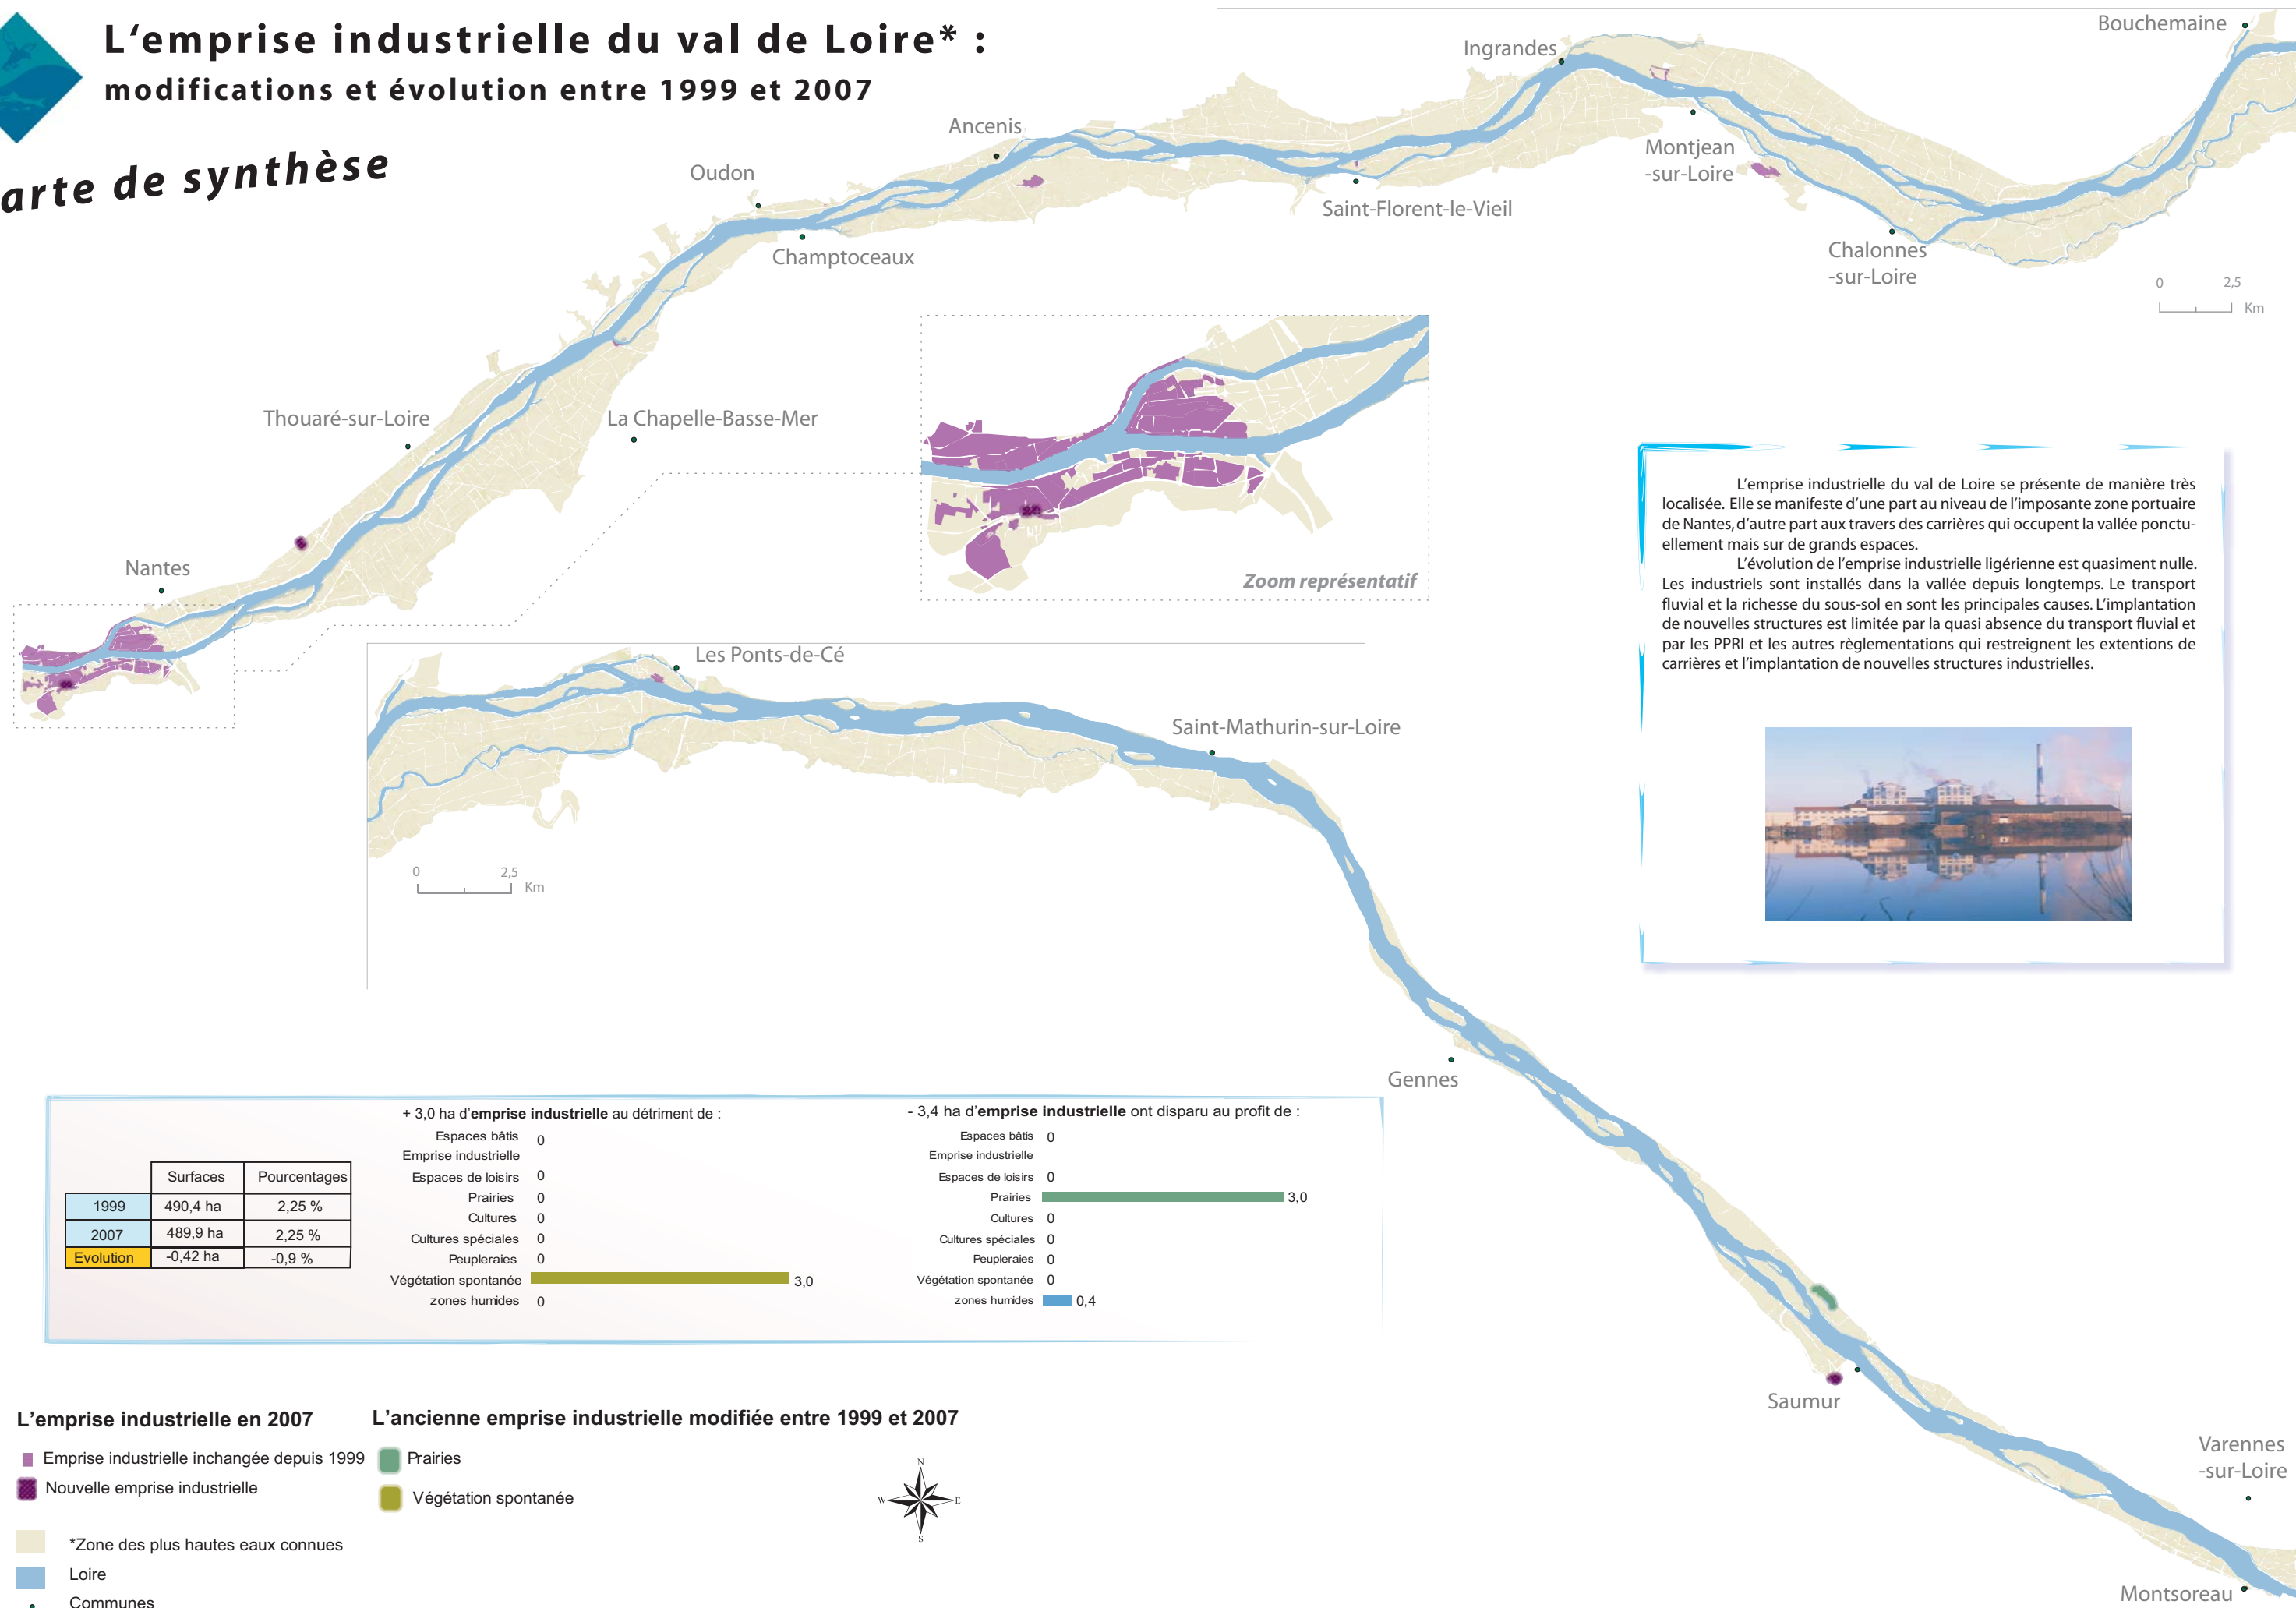 L'emprise industrielle du val de Loire* :
modifications et évolution entre 1999 et 2007
arte de synthèse
Bouchemaine
Ingrandes
Ancenis
Oudon
Montjean
-sur-Loire
Saint-Florent-le-Vieil
Champtoceaux
Chalonnes
-sur-Loire
0 2,5
Km
Thouaré-sur-Loire
La Chapelle-Basse-Mer
Nantes
Zoom représentatif
L'emprise industrielle du val de Loire se présente de manière très
localisée. Elle se manifeste d'une part au niveau de l'imposante zone portuaire
de Nantes, d'autre part aux travers des carrières qui occupent la vallée ponctu-
ellement mais sur de grands espaces.
L'évolution de l'emprise industrielle ligérienne est quasiment nulle.
Les industriels sont installés dans la vallée depuis longtemps. Le transport
fluvial et la richesse du sous-sol en sont les principales causes. L'implantation
de nouvelles structures est limitée par la quasi absence du transport fluvial et
par les PPRI et les autres règlementations qui restreignent les extentions de
carrières et l'implantation de nouvelles structures industrielles.
Les Ponts-de-Cé
Saint-Mathurin-sur-Loire
0 2,5
Km
Gennes
Saumur
Varennes
-sur-Loire
Montsoreau
Surfaces Pourcentages
1999 490,4 ha 2,25 %
2007 489,9 ha 2,25 %
Evolution -0,42 ha -0,9 %
+ 3,0 ha d'emprise industrielle au détriment de :
Espaces bâtis 0
Emprise industrielle
Espaces de loisirs 0
Prairies 0
Cultures 0
Cultures spéciales 0
Peupleraies 0
Végétation spontanée 3,0
zones humides 0
- 3,4 ha d'emprise industrielle ont disparu au profit de :
Espaces bâtis 0
Emprise industrielle
Espaces de loisirs 0
Prairies 3,0
Cultures 0
Cultures spéciales 0
Peupleraies 0
Végétation spontanée 0
zones humides 0,4
L'emprise industrielle en 2007
Emprise industrielle inchangée depuis 1999
Nouvelle emprise industrielle
*Zone des plus hautes eaux connues
Loire
Communes
L'ancienne emprise industrielle modifiée entre 1999 et 2007
Prairies
Végétation spontanée
N
W E
S